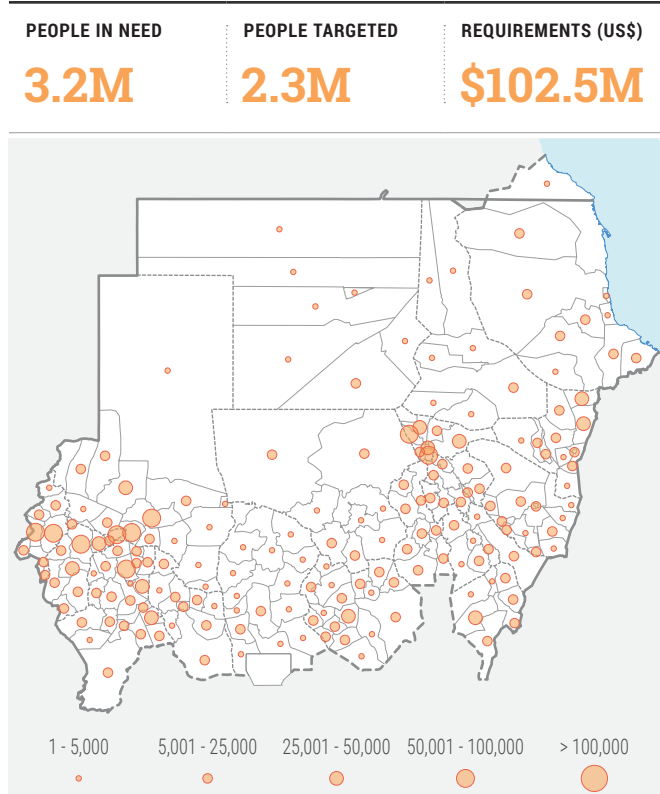 PEOPLE IN NEED
3.2M
PEOPLE TARGETED
2.3M
REQUIREMENTS (US$)
$102.5M
1 - 5,000
5,001 - 25,000
25,001 - 50,000
50,001 - 100,000
> 100,000